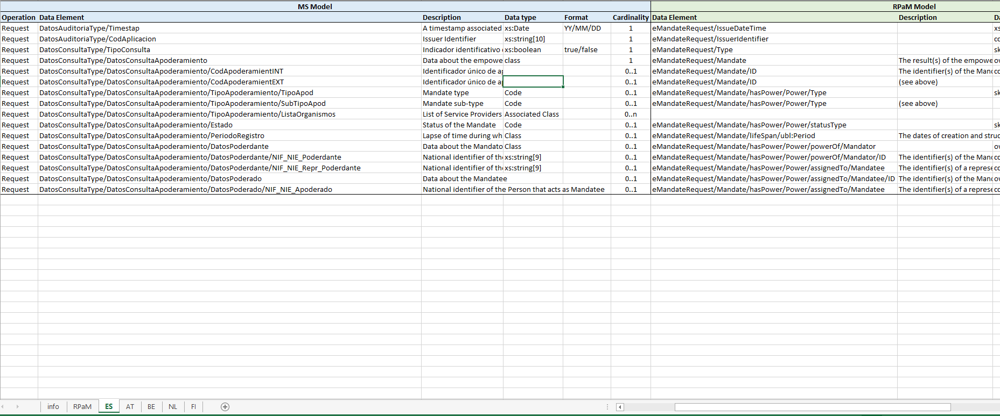 MS Model RPaM Model
Operation Data Element Description Data type Format Cardinality Data Element Description
Request DatosAuditoriaType/Timestap A timestamp associated xs:Date YY/MM/DD 1 eMandateRequest/IssueDateTime xs
Request DatosAuditoriaType/CodAplicacion Issuer Identifier xs:string[10] 1 eMandateRequest/IssuerIdentifier
Request DatosConsultaType/TipoConsulta Indicador identificativo xs:boolean true/false 1 eMandateRequest/Type sk
Request DatosConsultaType/DatosConsultaApoderamiento Data about the empowe class 1 eMandateRequest/Mandate The result(s) of the empowe
Request DatosConsultaType/DatosConsultaApoderamiento/CodApoderamientINT Identificador único de 0..1 eMandateRequest/Mandate/ID The identifier(s) of the
Request DatosConsultaType/DatosConsultaApoderamiento/CodApoderamientEXT Identificador único de 0..1 eMandateRequest/Mandate/ID (see above)
Request DatosConsultaType/DatosConsultaApoderamiento/TipoApoderamiento/TipoApod Mandate type Code 0..1 eMandateRequest/Mandate/hasPower/Power/Type sk
Request DatosConsultaType/DatosConsultaApoderamiento/TipoApoderamiento/SubTipoApod Mandate sub-type Code 0..1 eMandateRequest/Mandate/hasPower/Power/Type (see above)
Request DatosConsultaType/DatosConsultaApoderamiento/TipoApoderamiento/ListaOrganismos List of Service Providers Associated Class 0..n
Request DatosConsultaType/DatosConsultaApoderamiento/Estado Status of the Mandate Code 0..1 eMandateRequest/Mandate/hasPower/Power/statusType sk
Request DatosConsultaType/DatosConsultaApoderamiento/PeriodoRegistro Lapse of time during wh Class 0..1 eMandateRequest/Mandate/lifeSpan/ubl:Period The dates of creation and struc
Request DatosConsultaType/DatosConsultaApoderamiento/DatosPoderdante Data about the Mandato Class 0..1 eMandateRequest/Mandate/hasPower/Power/powerOf/Mandator
Request DatosConsultaType/DatosConsultaApoderamiento/DatosPoderdante/NIF_NIE_Poderdante National identifier of the xs:string[9] 0..1 eMandateRequest/Mandate/hasPower/Power/powerOf/Mandator/ID The identifier(s) of the
Request DatosConsultaType/DatosConsultaApoderamiento/DatosPoderdante/NIF_NIE_Repr_Poderdante National identifier of the xs:string[9] 0..1 eMandateRequest/Mandate/hasPower/Power/assignedTo/Mandatee The identifier(s) of a represe
Request DatosConsultaType/DatosConsultaApoderamiento/DatosPoderado Data about the Mandatee 0..1 eMandateRequest/Mandate/hasPower/Power/assignedTo/Mandatee/ID The identifier(s) of the
Request DatosConsultaType/DatosConsultaApoderamiento/DatosPoderado/NIF_NIE_Apoderado National identifier of the Person that acts as Mandatee 0..1 eMandateRequest/Mandate/hasPower/Power/assignedTo/Mandatee The identifier(s) of a represe
info RPaM ES AT BE NL FI